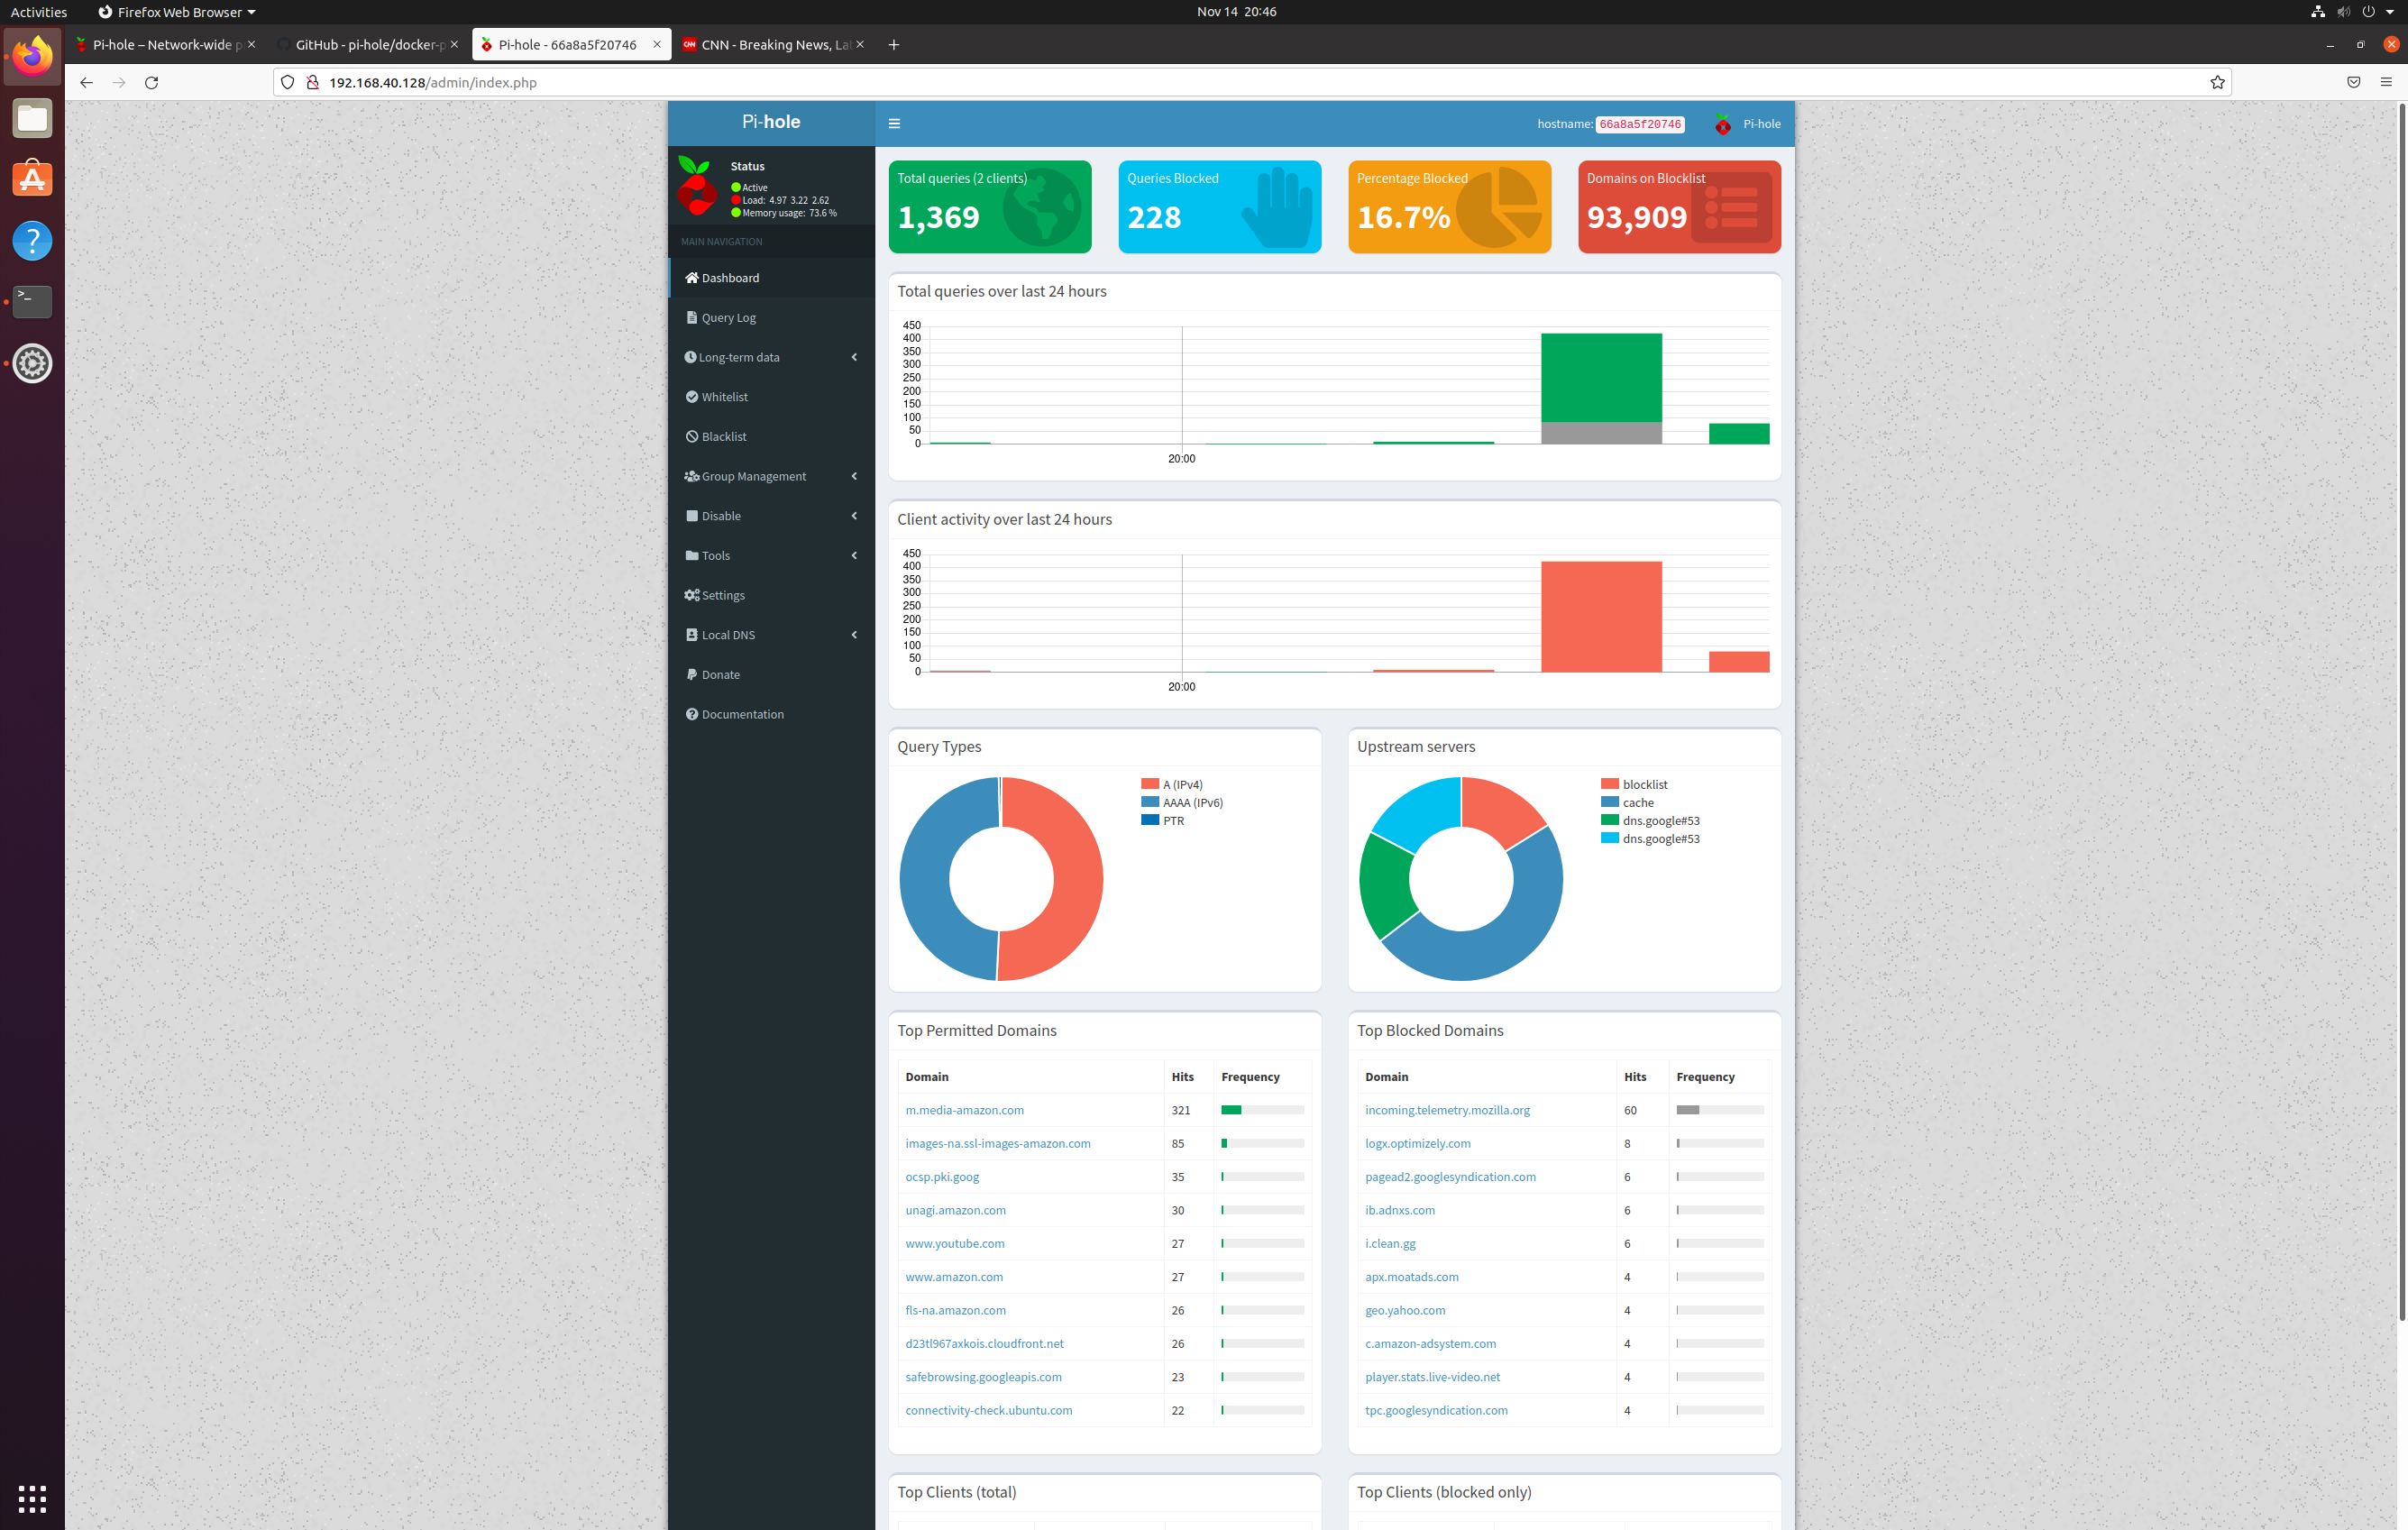 Activities
Firefox Web Browser
Nov 14 20:46
Pi-hole – Network-wide p
GitHub - pi-hole/docker-p
Pi-hole - 66a8a5f20746
CNN - Breaking News, La
192.168.40.128/admin/index.php
Pi-hole
hostname: 66a8a5f20746
Pi-hole
Status
Active
Load: 4.97 3.22 2.62
Memory usage: 73.6 %
MAIN NAVIGATION
Dashboard
Query Log
Long-term data
Whitelist
Blacklist
Group Management
Disable
Tools
Settings
Local DNS
Donate
Documentation
Total queries (2 clients)
1,369
Queries Blocked
228
Percentage Blocked
16.7%
Domains on Blocklist
93,909
Total queries over last 24 hours
450
400
350
300
250
200
150
100
50
0
20:00
Client activity over last 24 hours
450
400
350
300
250
200
150
100
50
0
20:00
Query Types
A (IPv4)
AAAA (IPv6)
PTR
Upstream servers
blocklist
cache
dns.google#53
dns.google#53
Top Permitted Domains
Domain Hits Frequency
m.media-amazon.com 321
images-na.ssl-images-amazon.com 85
ocsp.pki.goog 35
unagi.amazon.com 30
www.youtube.com 27
www.amazon.com 27
fls-na.amazon.com 26
d23tl967axkois.cloudfront.net 26
safebrowsing.googleapis.com 23
connectivity-check.ubuntu.com 22
Top Blocked Domains
Domain Hits Frequency
incoming.telemetry.mozilla.org 60
logx.optimizely.com 8
pagead2.googlesyndication.com 6
ib.adnxs.com 6
i.clean.gg 6
apx.moatads.com 4
geo.yahoo.com 4
c.amazon-adsystem.com 4
player.stats.live-video.net 4
tpc.googlesyndication.com 4
Top Clients (total)
Top Clients (blocked only)